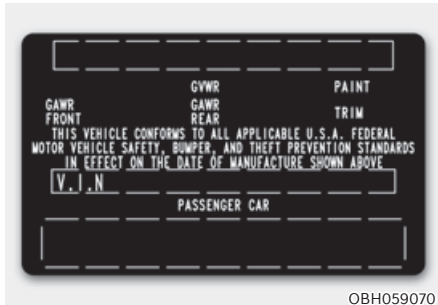 GVWR PAINT
GAWR GAWR
FRONT REAR TRIM
THIS VEHICLE CONFORMS TO ALL APPLICABLE U.S.A. FEDERAL
MOTOR VEHICLE SAFETY, BUMPER, AND THEFT PREVENTION STANDARDS
IN EFFECT ON THE DATE OF MANUFACTURE SHOWN ABOVE
V.I.N
PASSENGER CAR
OBH059070